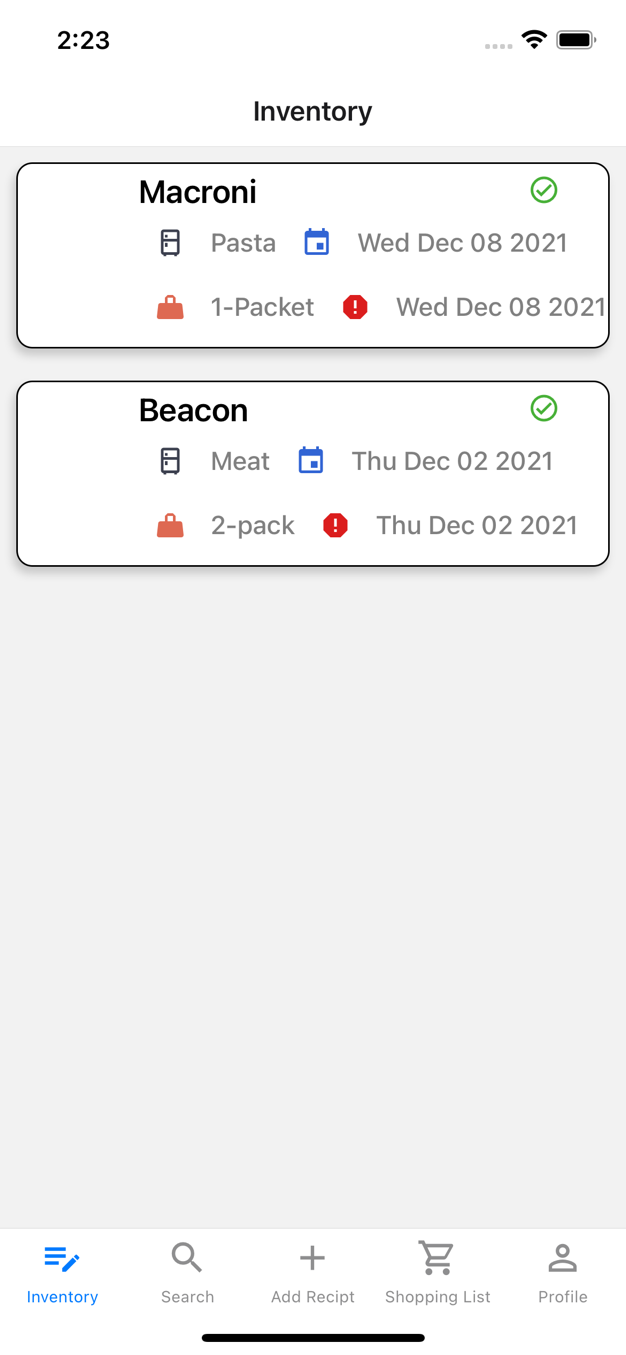 2:23
Inventory
Macroni
Pasta Wed Dec 08 2021
1-Packet Wed Dec 08 2021
Beacon
Meat Thu Dec 02 2021
2-pack Thu Dec 02 2021
Inventory Search Add Recipt Shopping List Profile